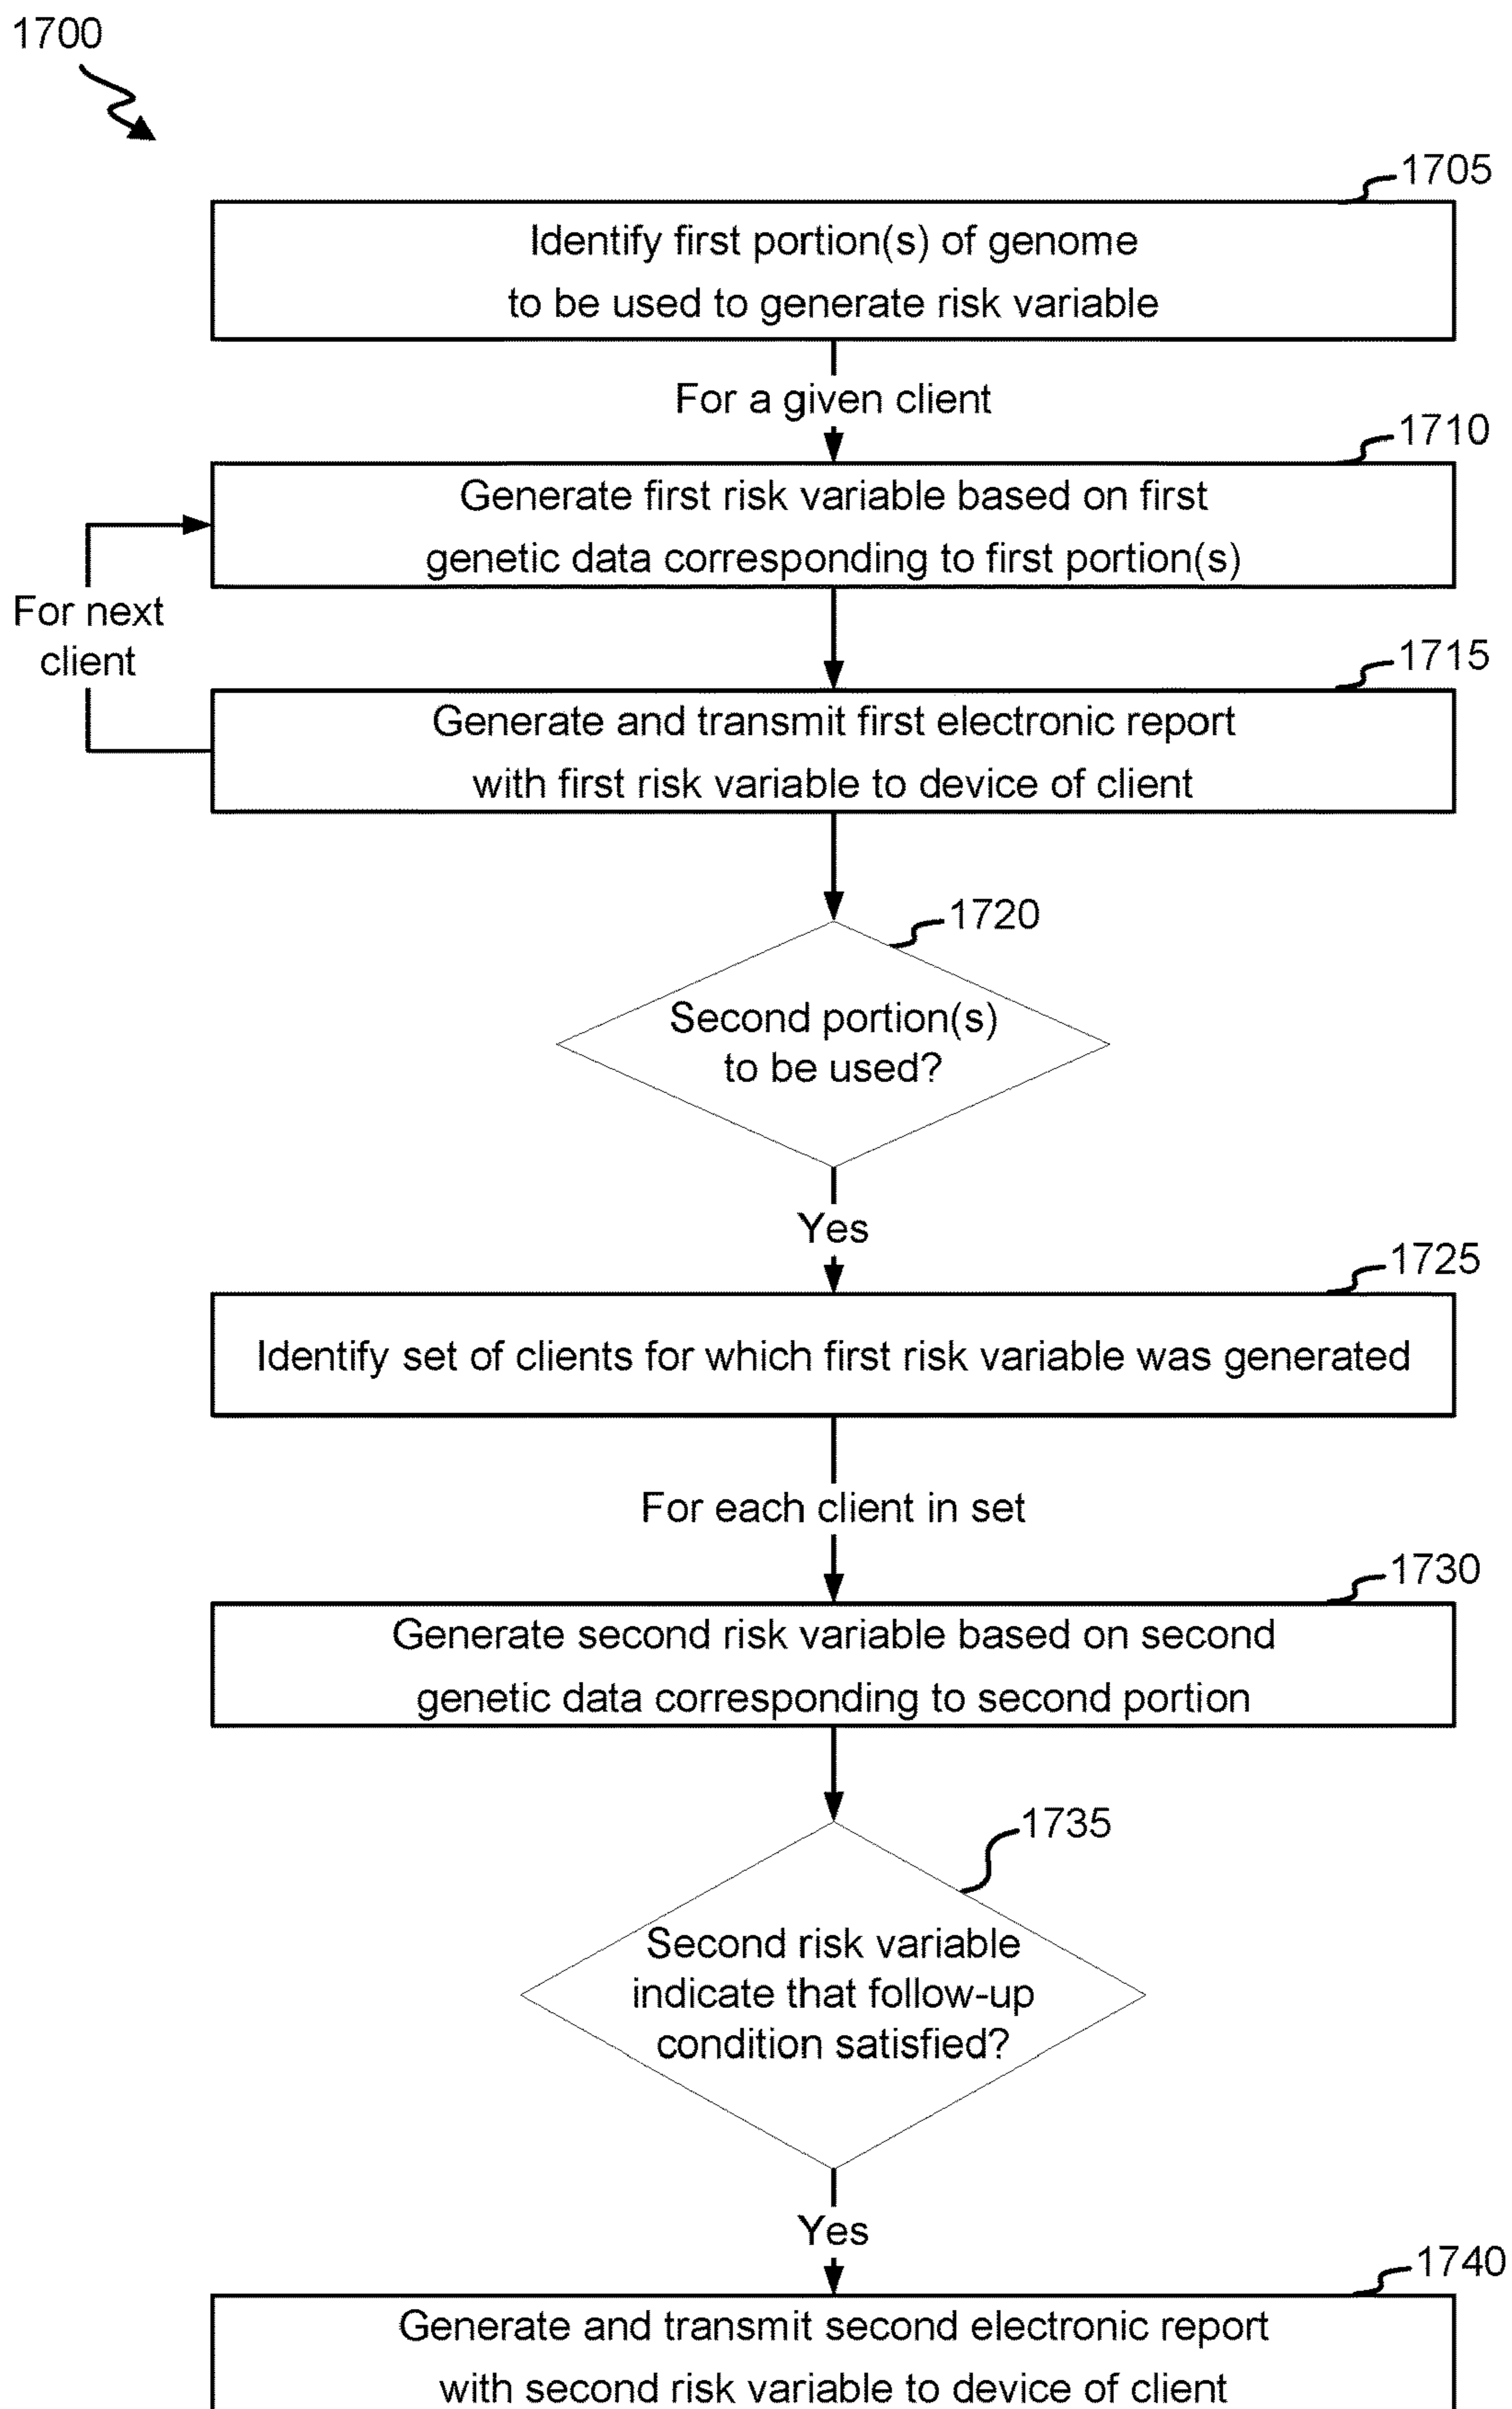 1700
1705
Identify first portion(s) of genome
to be used to generate risk variable
For a given client
1710
Generate first risk variable based on first
genetic data corresponding to first portion(s)
For next
client
1715
Generate and transmit first electronic report
with first risk variable to device of client
1720
Second portion(s)
to be used?
Yes
1725
Identify set of clients for which first risk variable was generated
For each client in set
1730
Generate second risk variable based on second
genetic data corresponding to second portion
1735
Second risk variable
indicate that follow-up
condition satisfied?
Yes
1740
Generate and transmit second electronic report
with second risk variable to device of client